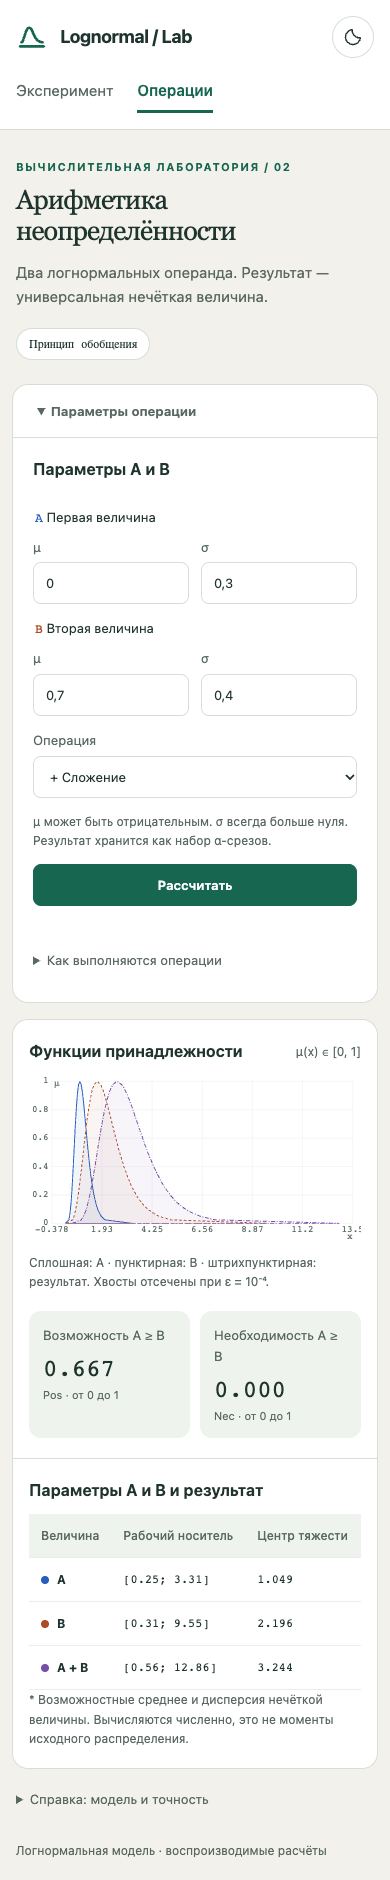 Lognormal / Lab
Эксперимент Операции
ВЫЧИСЛИТЕЛЬНАЯ ЛАБОРАТОРИЯ / 02
Арифметика
неопределённости
Два логнормальных операнда. Результат —
универсальная нечёткая величина.
Принцип обобщения
▼ Параметры операции
Параметры A и B
A Первая величина
μ σ
0 0,3
B Вторая величина
μ σ
0,7 0,4
Операция
+ Сложение
μ может быть отрицательным. σ всегда больше нуля.
Результат хранится как набор α-срезов.
Рассчитать
▶ Как выполняются операции
Функции принадлежности μ(x) ∈ [0, 1]
1 μ
0.8
0.6
0.4
0.2
0
−0.378 1.93 4.25 6.56 8.87 11.2 13.5
x
Сплошная: A · пунктирная: B · штрихпунктирная:
результат. Хвосты отсечены при ε = 10⁻⁴.
Возможность A ≥ B
0.667
Pos · от 0 до 1
Необходимость A ≥
B
0.000
Nec · от 0 до 1
Параметры A и B и результат
Величина Рабочий носитель Центр тяжести
A [0.25; 3.31] 1.049
B [0.31; 9.55] 2.196
A + B [0.56; 12.86] 3.244
* Возможностные среднее и дисперсия нечёткой
величины. Вычисляются численно, это не моменты
исходного распределения.
▶ Справка: модель и точность
Логнормальная модель · воспроизводимые расчёты